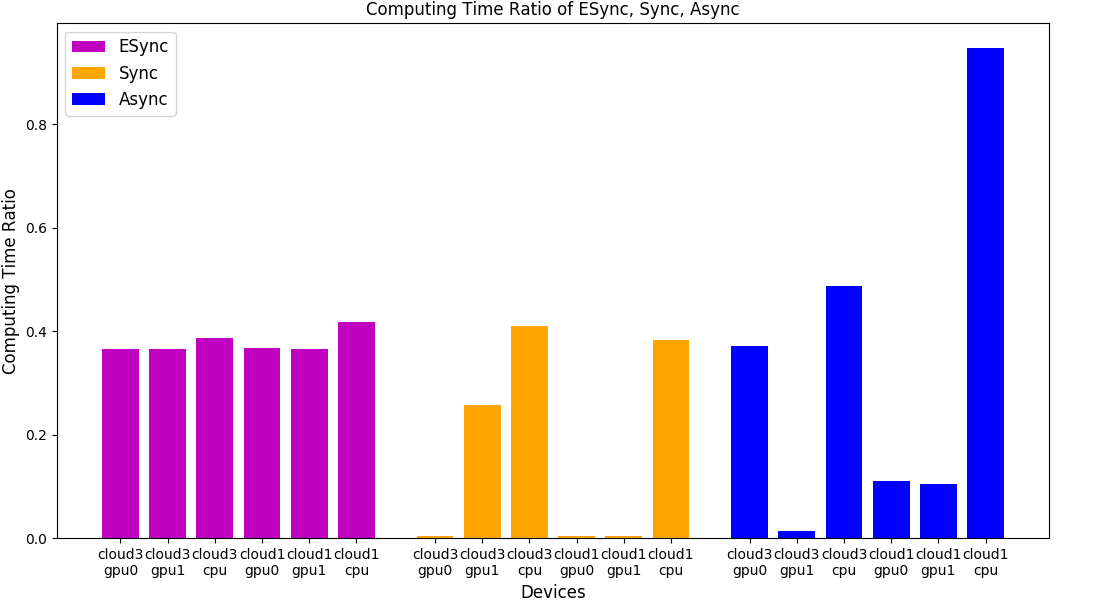 Computing Time Ratio of ESync, Sync, Async
ESync
Sync
Async
Computing Time Ratio
0.8
0.6
0.4
0.2
0.0
cloud3 cloud3 cloud3 cloud1 cloud1 cloud1 cloud3 cloud3 cloud3 cloud1 cloud1 cloud1 cloud3 cloud3 cloud3 cloud1 cloud1 cloud1
gpu0 gpu1 cpu gpu0 gpu1 cpu gpu0 gpu1 cpu gpu0 gpu1 cpu gpu0 gpu1 cpu gpu0 gpu1 cpu
Devices